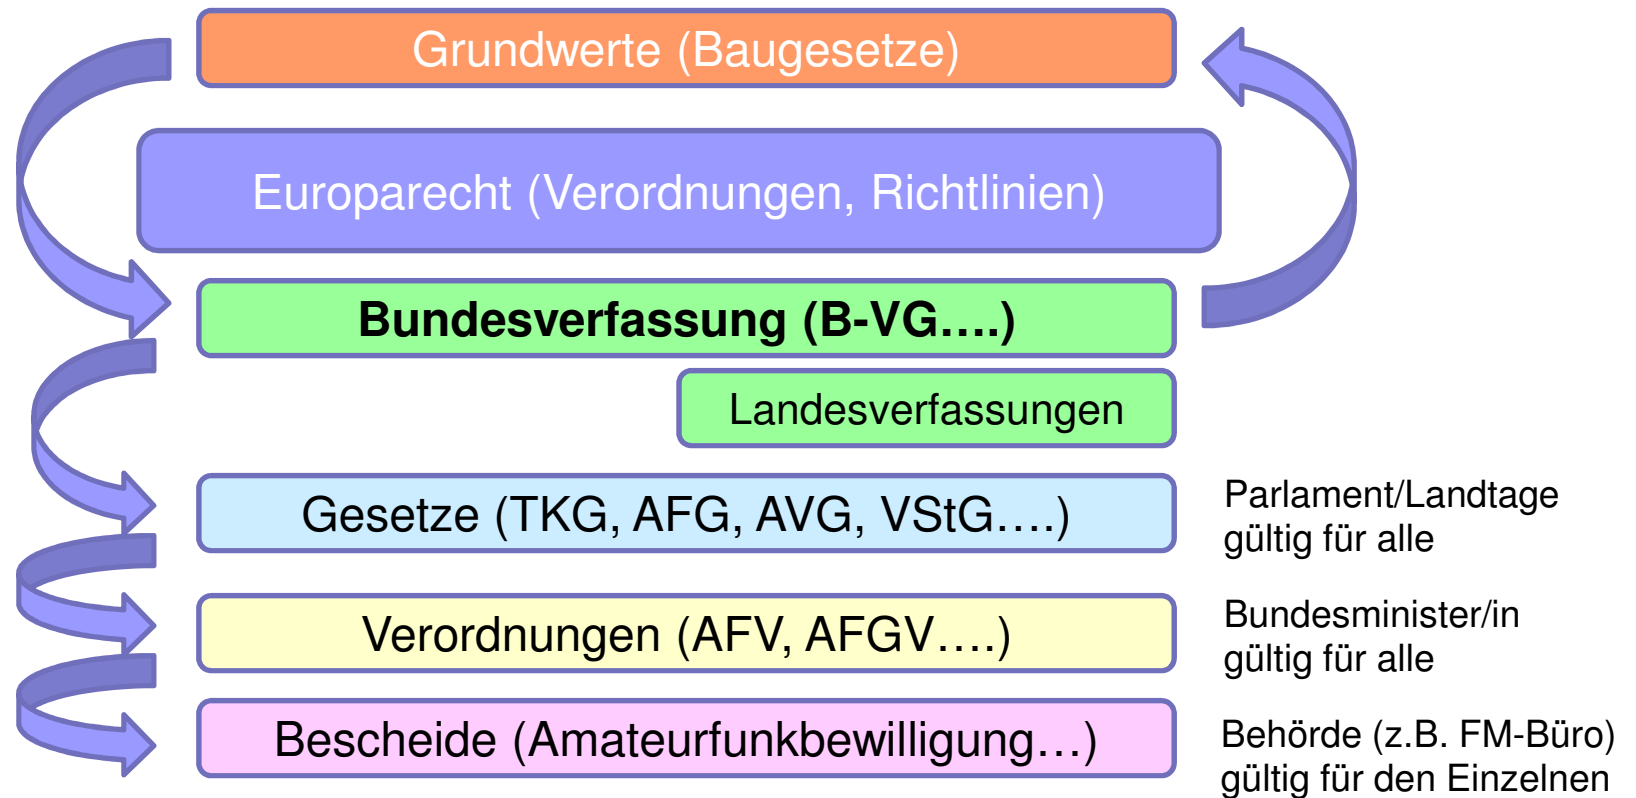 Grundwerte (Baugesetze)
Europarecht (Verordnungen, Richtlinien)
Bundesverfassung (B-VG….)
Landesverfassungen
Gesetze (TKG, AFG, AVG, VStG….)
Parlament/Landtage
gültig für alle
Verordnungen (AFV, AFGV….)
Bundesminister/in
gültig für alle
Bescheide (Amateurfunkbewilligung…)
Behörde (z.B. FM-Büro)
gültig für den Einzelnen